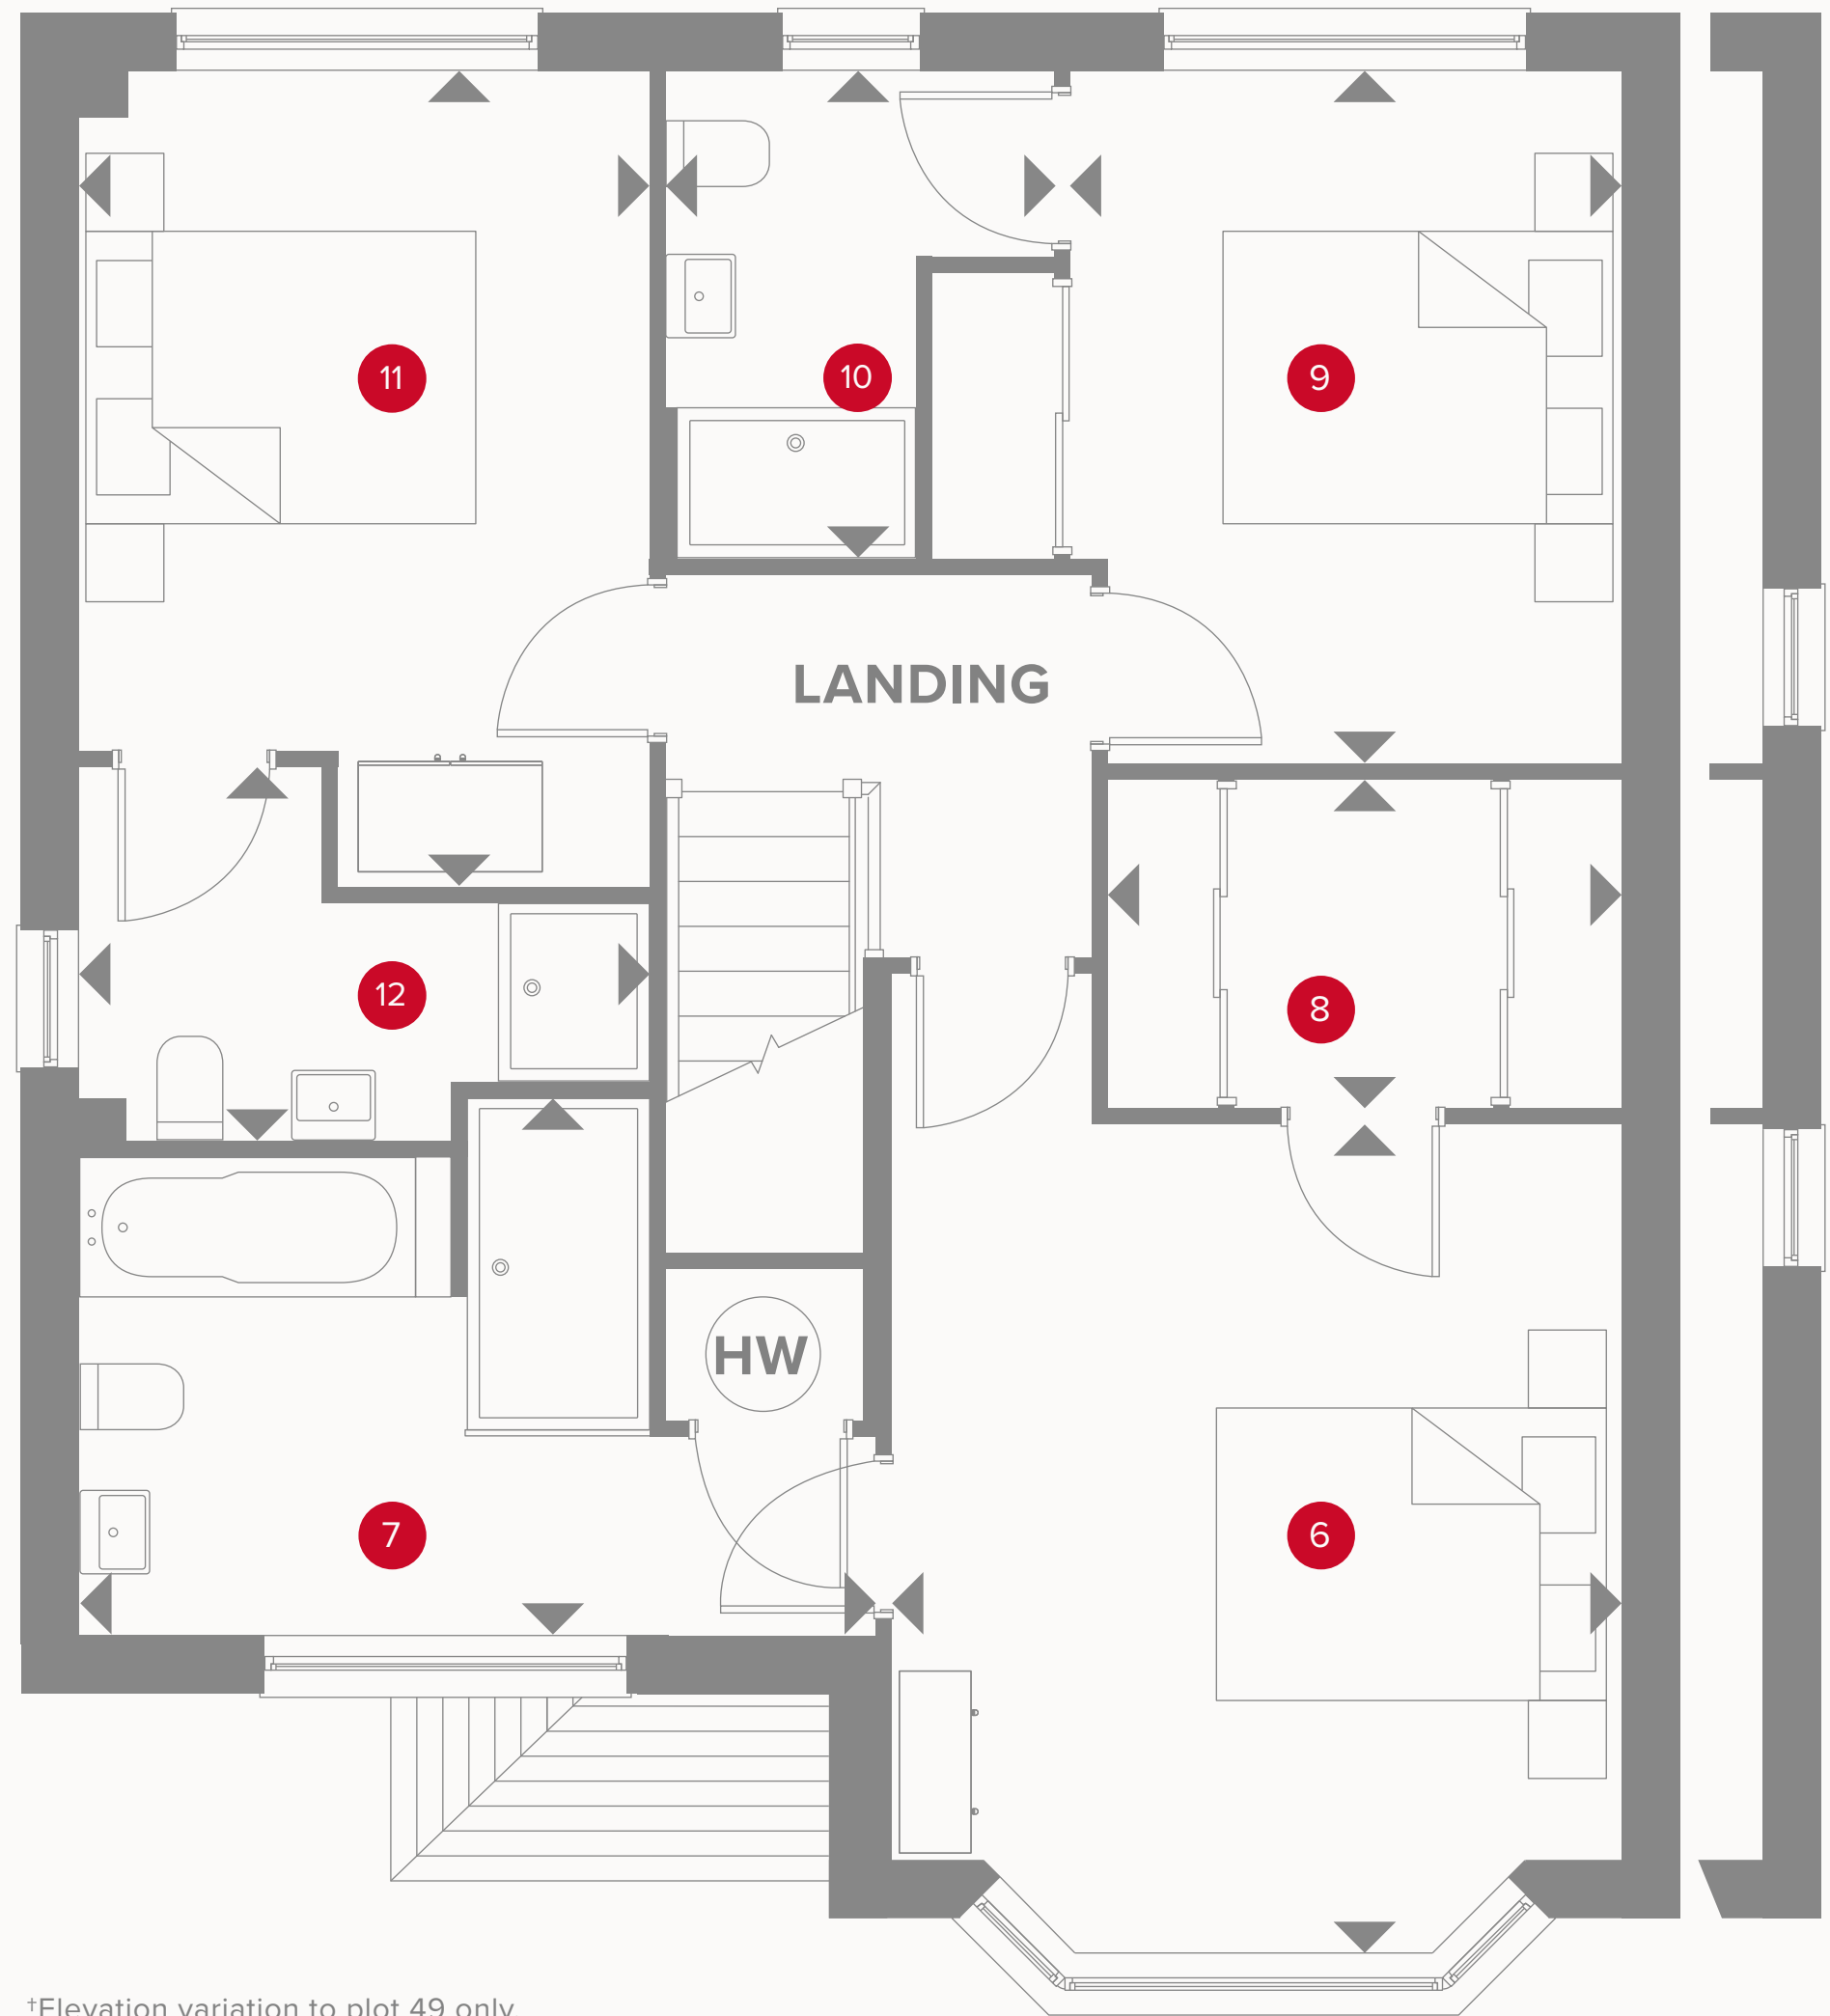 11
10
9
LANDING
12
8
HW
7
6
†Elevation variation to plot 49 only